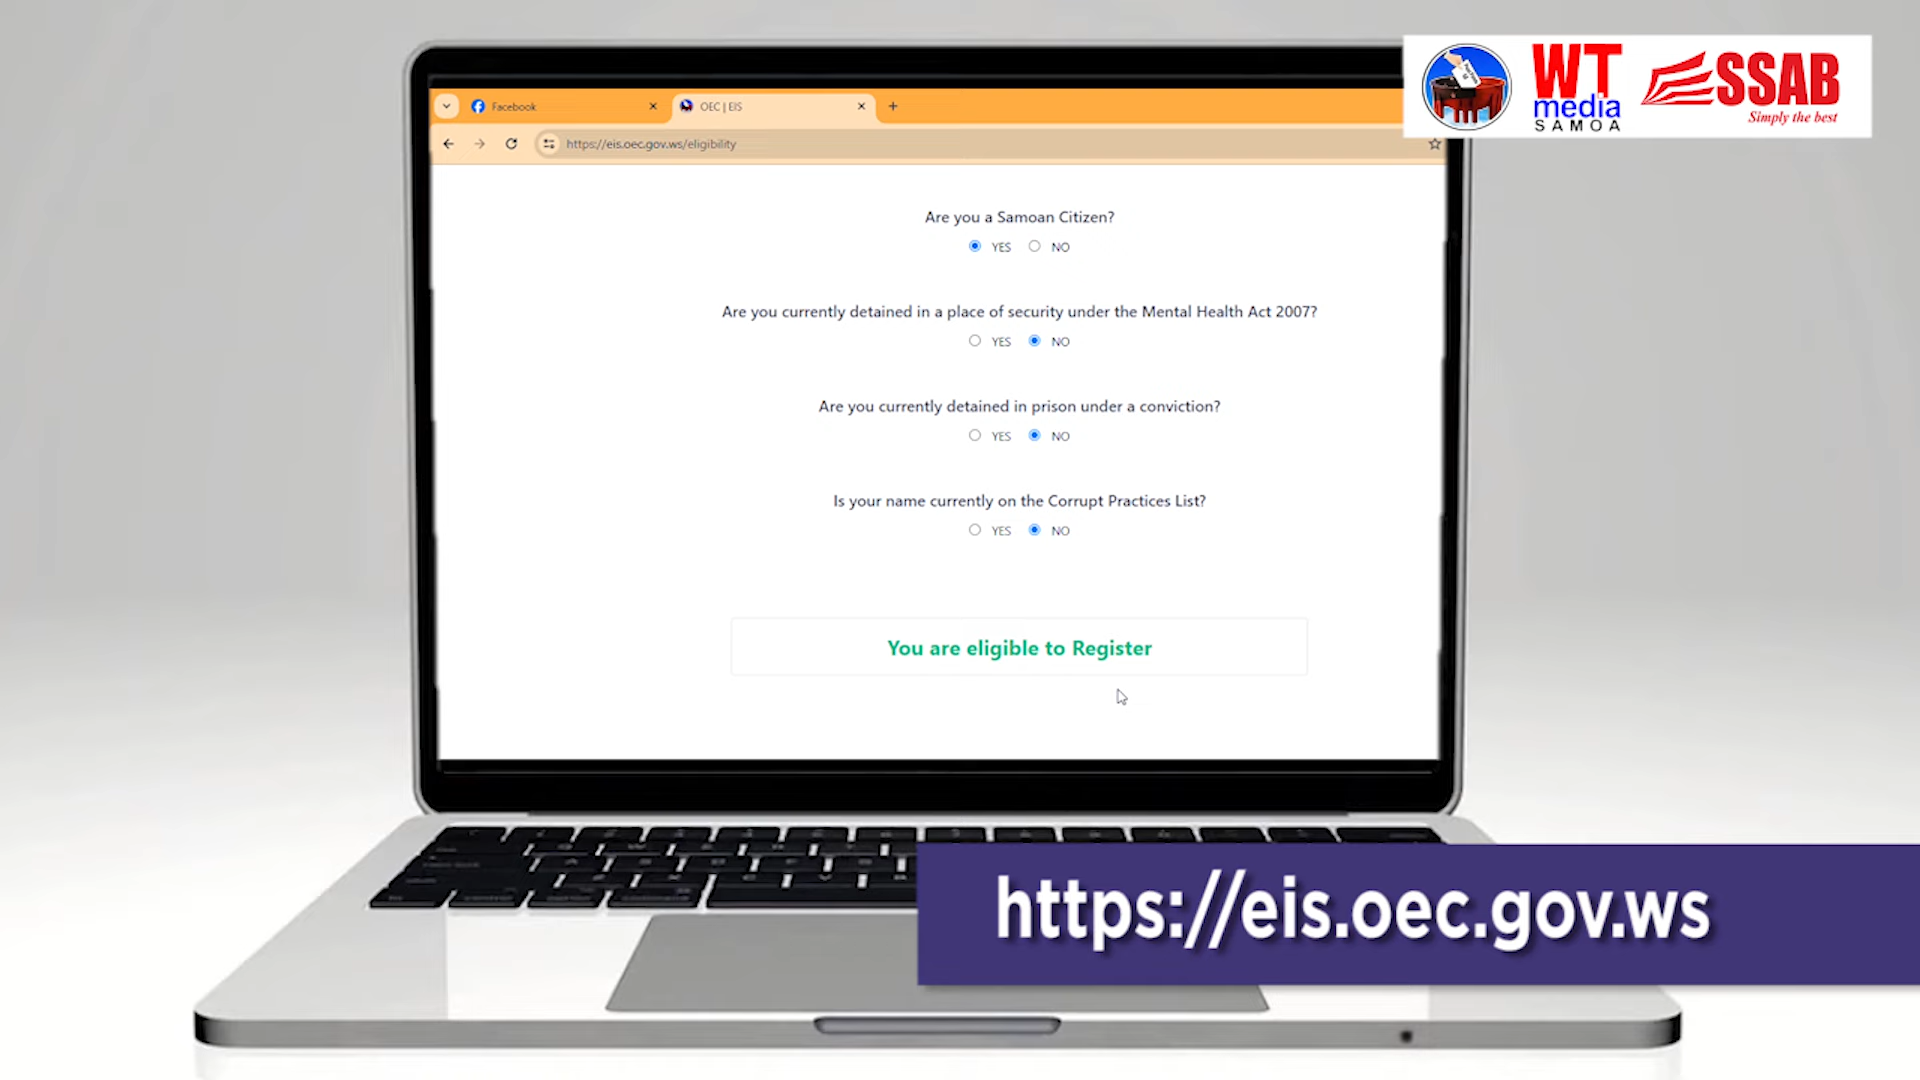 WT
media
SAMOA
SSAB
Simply the best
Facebook
OEC | EIS
https://eis.oec.gov.ws/eligibility
Are you a Samoan Citizen?
YES NO
Are you currently detained in a place of security under the Mental Health Act 2007?
YES NO
Are you currently detained in prison under a conviction?
YES NO
Is your name currently on the Corrupt Practices List?
YES NO
You are eligible to Register
https://eis.oec.gov.ws